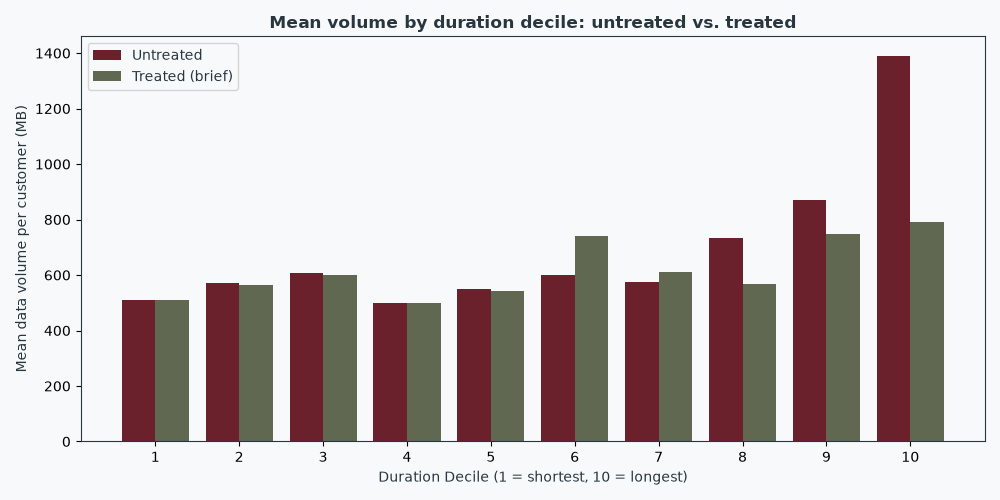 Mean volume by duration decile: untreated vs. treated
Untreated
Treated (brief)
Mean data volume per customer (MB)
1400
1200
1000
800
600
400
200
0
1 2 3 4 5 6 7 8 9 10
Duration Decile (1 = shortest, 10 = longest)